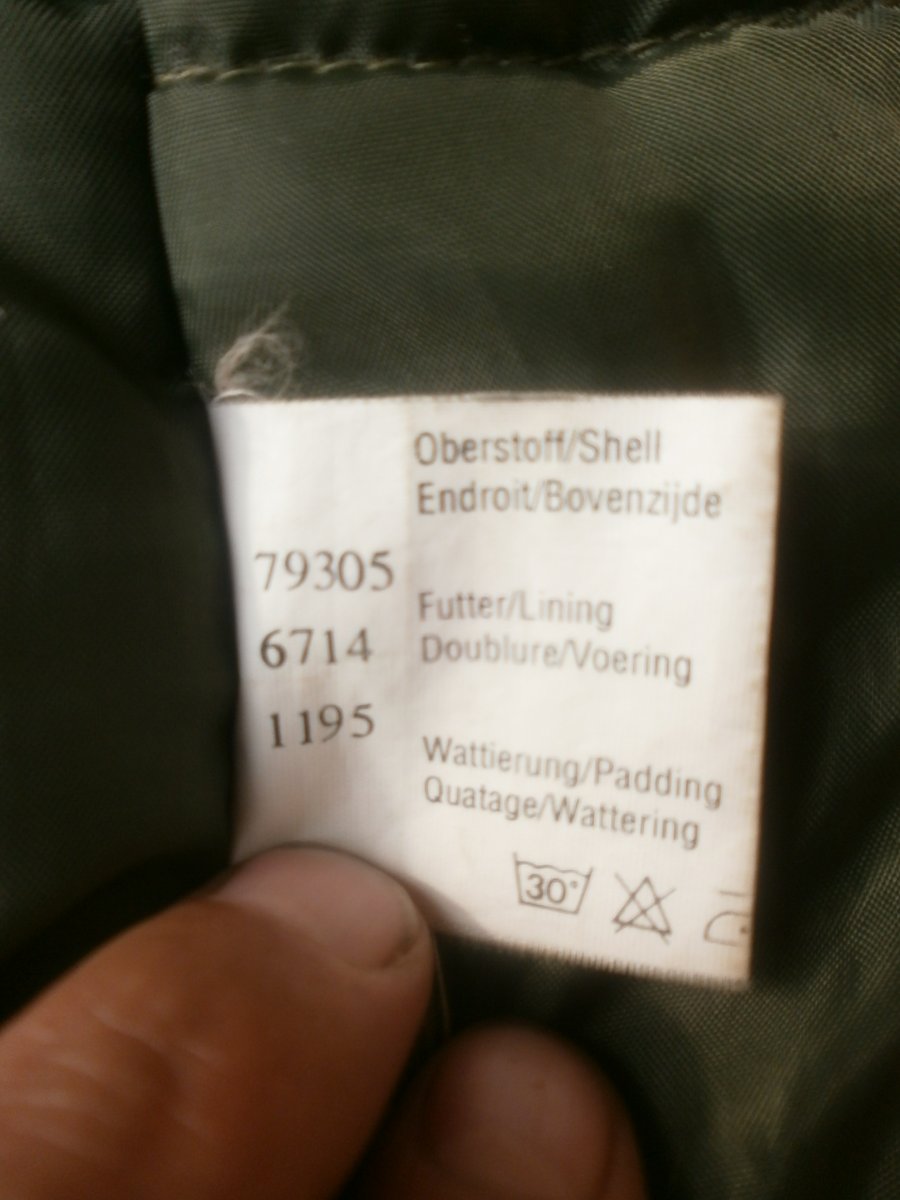 Oberstoff/Shell
Endroit/Bovenzijde
79305
Futter/Lining
6714
Doublure/Voering
1195
Wattierung/Padding
Quatage/Wattering
30°